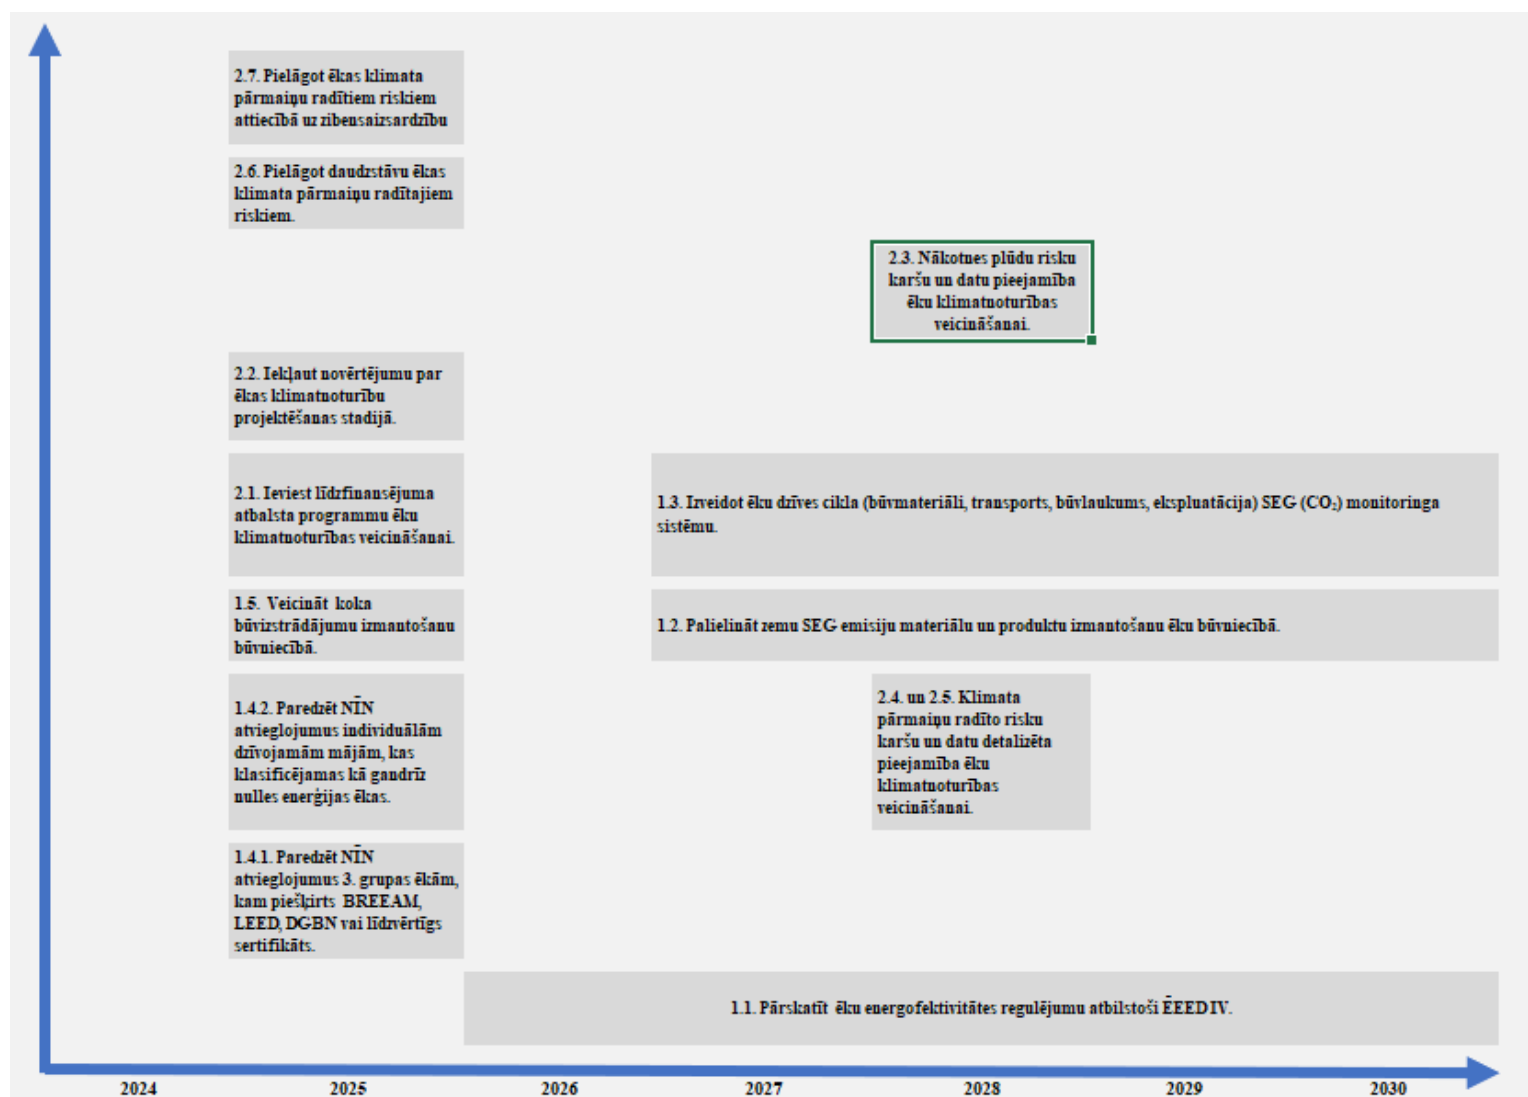 2.7. Pielāgot ēkas klimata
pārmaiņu radītiem riskiem
attiecībā uz zibensaizsardzību
2.6. Pielāgot daudzstāvu ēkas
klimata pārmaiņu radītajiem
riskiem.
2.3. Nākotnes plūdu risku
karšu un datu pieejamība
ēku klimatnoturības
veicināšanai.
2.2. Iekļaut novērtējumu par
ēkas klimatnoturību
projektēšanas stadijā.
2.1. Ieviest līdzfinansējuma
atbalsta programmu ēku
klimatnoturības veicināšanai.
1.3. Izveidot ēku dzīves cikla (būvmateriāli, transports, būvlaukums, ekspluatācija) SEG (CO₂) monitoringa
sistēmu.
1.5. Veicināt koka
būvizstrādājumu izmantošanu
būvniecībā.
1.2. Palielināt zemu SEG emisiju materiālu un produktu izmantošanu ēku būvniecībā.
1.4.2. Paredzēt NĪN
atvieglojumus individuālām
dzīvojamām mājām, kas
klasificējamas kā gandrīz
nulles enerģijas ēkas.
2.4. un 2.5. Klimata
pārmaiņu radīto risku
karšu un datu detalizēta
pieejamība ēku
klimatnoturības
veicināšanai.
1.4.1. Paredzēt NĪN
atvieglojumus 3. grupas ēkām,
kam piešķirts BREEAM,
LEED, DGBN vai līdzvērtīgs
sertifikāts.
1.1. Pārskatīt ēku energofektivitātes regulējumu atbilstoši ĒEED IV.
2024 2025 2026 2027 2028 2029 2030